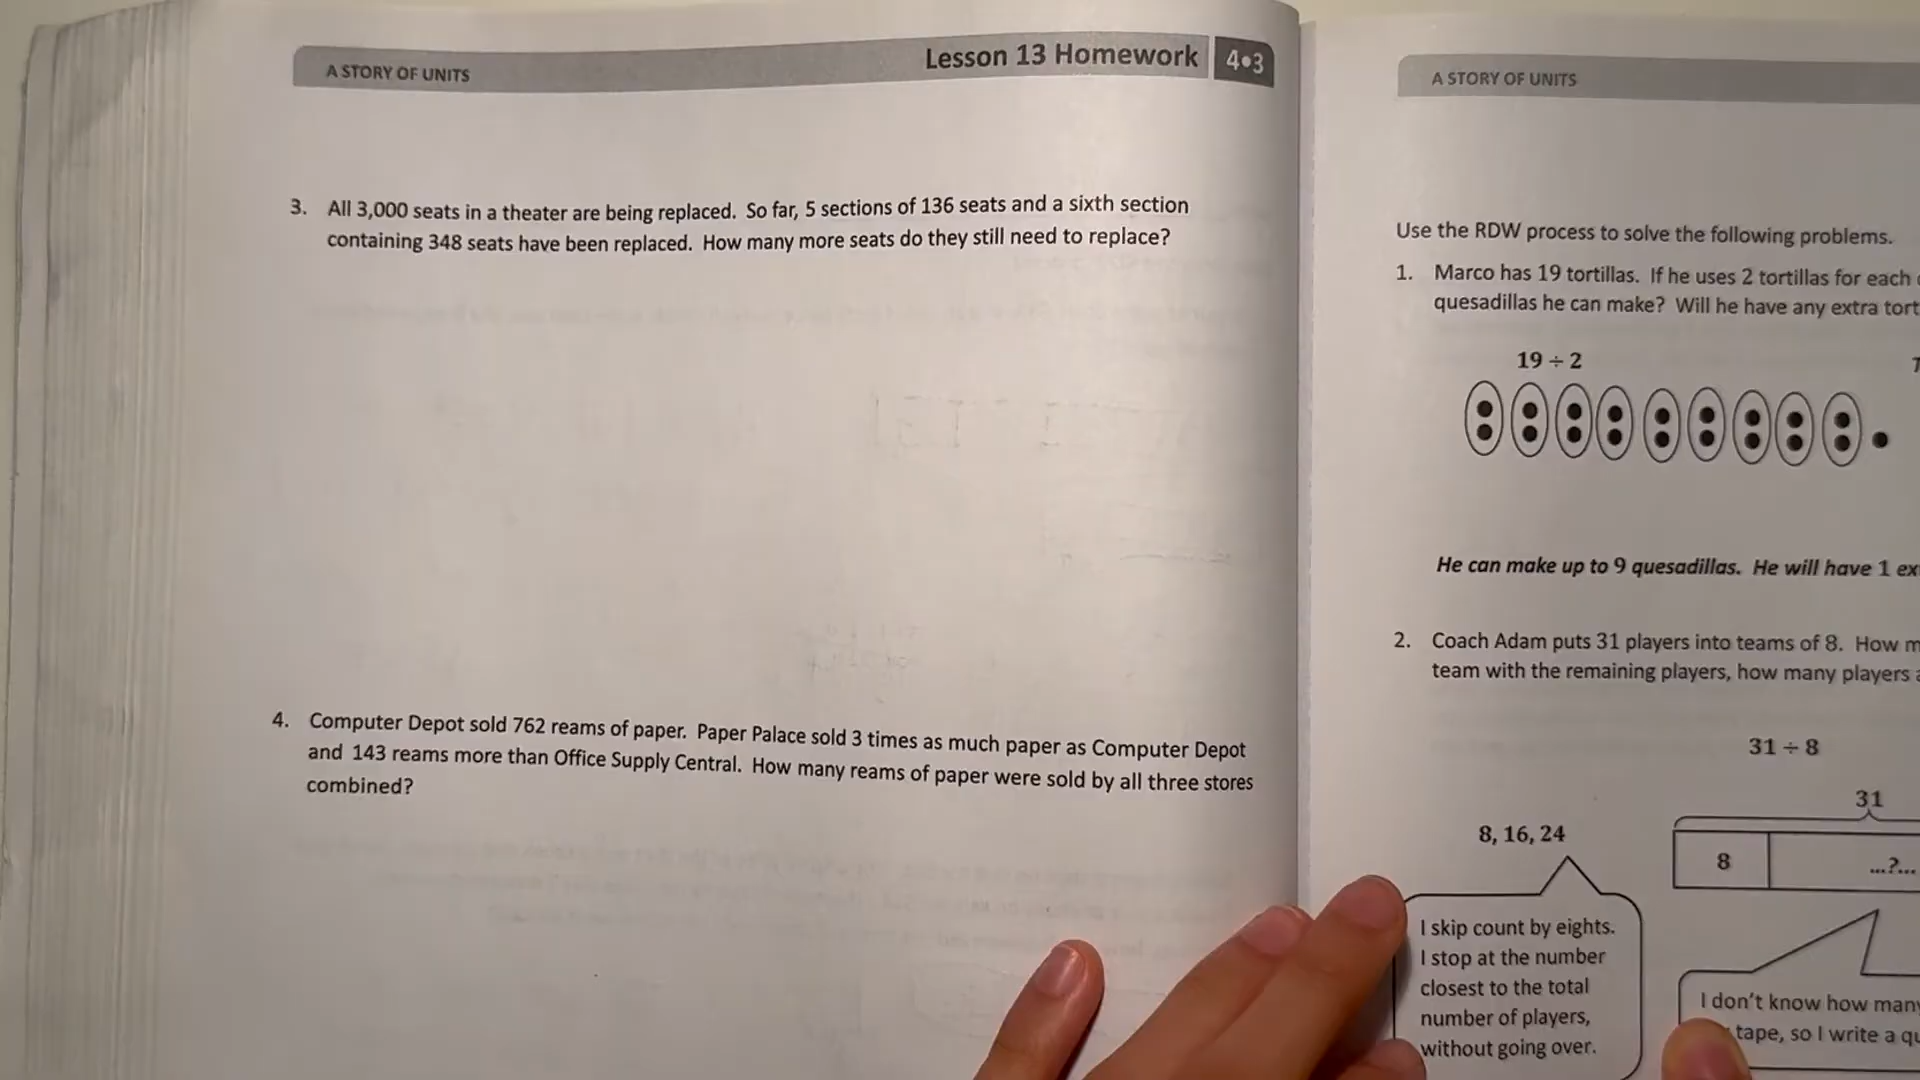 A STORY OF UNITS
Lesson 13 Homework 4•3
3. All 3,000 seats in a theater are being replaced. So far, 5 sections of 136 seats and a sixth section
containing 348 seats have been replaced. How many more seats do they still need to replace?
4. Computer Depot sold 762 reams of paper. Paper Palace sold 3 times as much paper as Computer Depot
and 143 reams more than Office Supply Central. How many reams of paper were sold by all three stores
combined?
A STORY OF UNITS
Use the RDW process to solve the following problems.
1. Marco has 19 tortillas. If he uses 2 tortillas for each
quesadillas he can make? Will he have any extra
19 ÷ 2
He can make up to 9 quesadillas. He will have 1
2. Coach Adam puts 31 players into teams of 8. How
team with the remaining players, how many players
31 ÷ 8
31
8, 16, 24
8 ...?...
I skip count by eights.
I stop at the number
closest to the total
number of players,
without going over.
I don't know how many
tape, so I write a